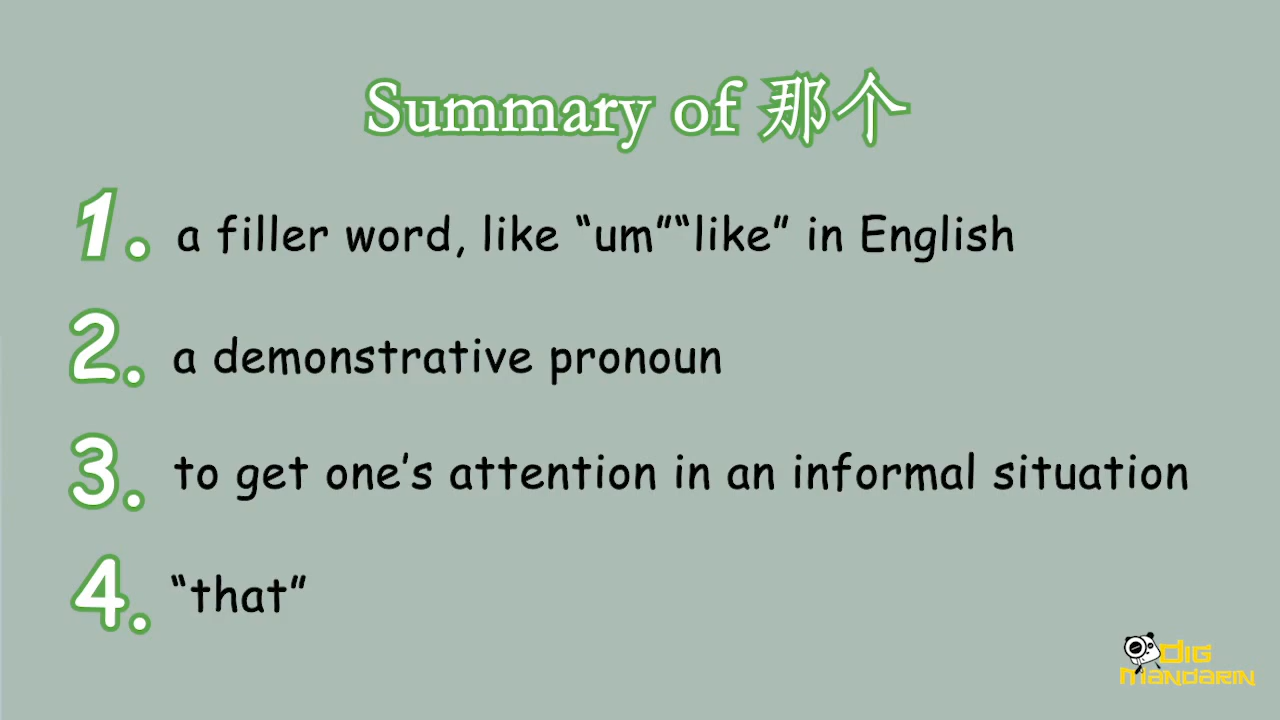 Summary of 那个
1. a filler word, like “um”“like” in English
2. a demonstrative pronoun
3. to get one’s attention in an informal situation
4. “that”
DIG
MANDARIN